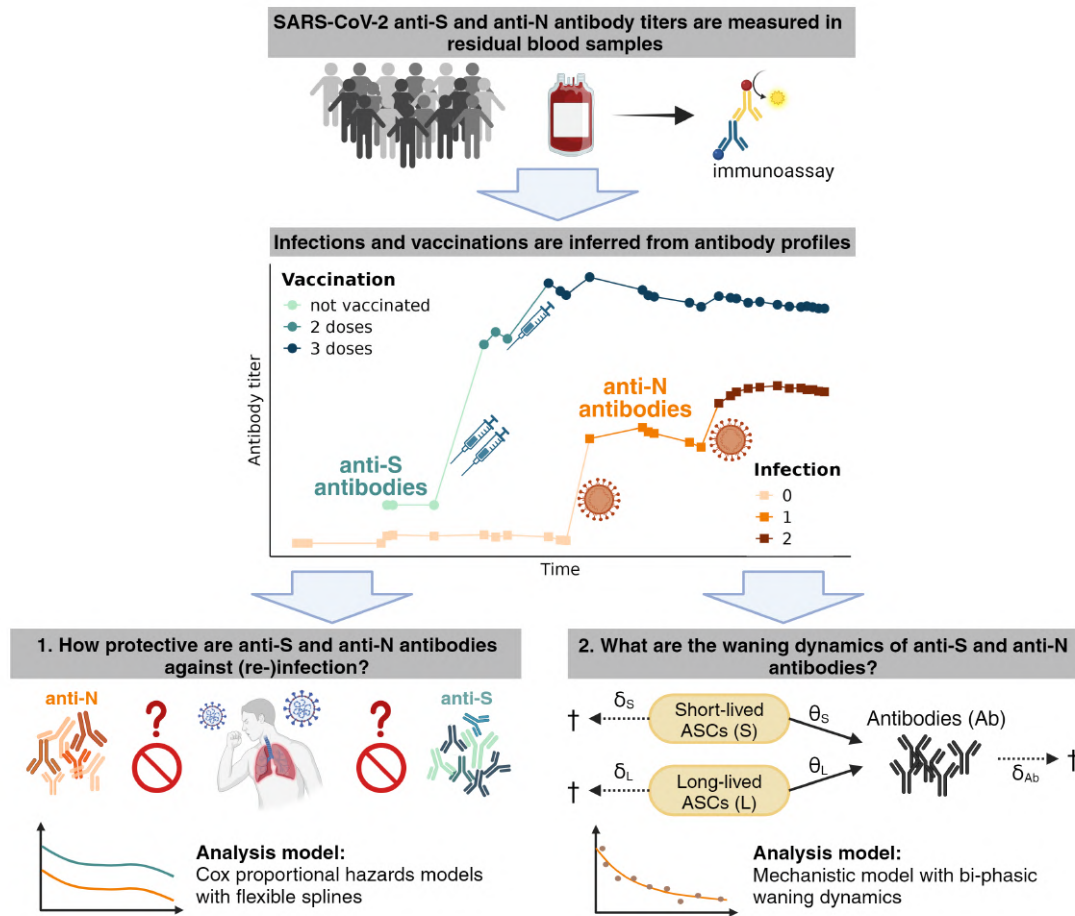 SARS-CoV-2 anti-S and anti-N antibody titers are measured in
residual blood samples
immunoassay
Infections and vaccinations are inferred from antibody profiles
Vaccination
not vaccinated
2 doses
3 doses
Antibody titer
anti-S
antibodies
anti-N
antibodies
Infection
0
1
2
Time
1. How protective are anti-S and anti-N antibodies
against (re-)infection?
anti-N
?
?
anti-S
Analysis model:
Cox proportional hazards models
with flexible splines
2. What are the waning dynamics of anti-S and anti-N
antibodies?
† δS Short-lived
ASCs (S) θS
Antibodies (Ab)
† δL Long-lived
ASCs (L) θL
δAb †
Analysis model:
Mechanistic model with bi-phasic
waning dynamics